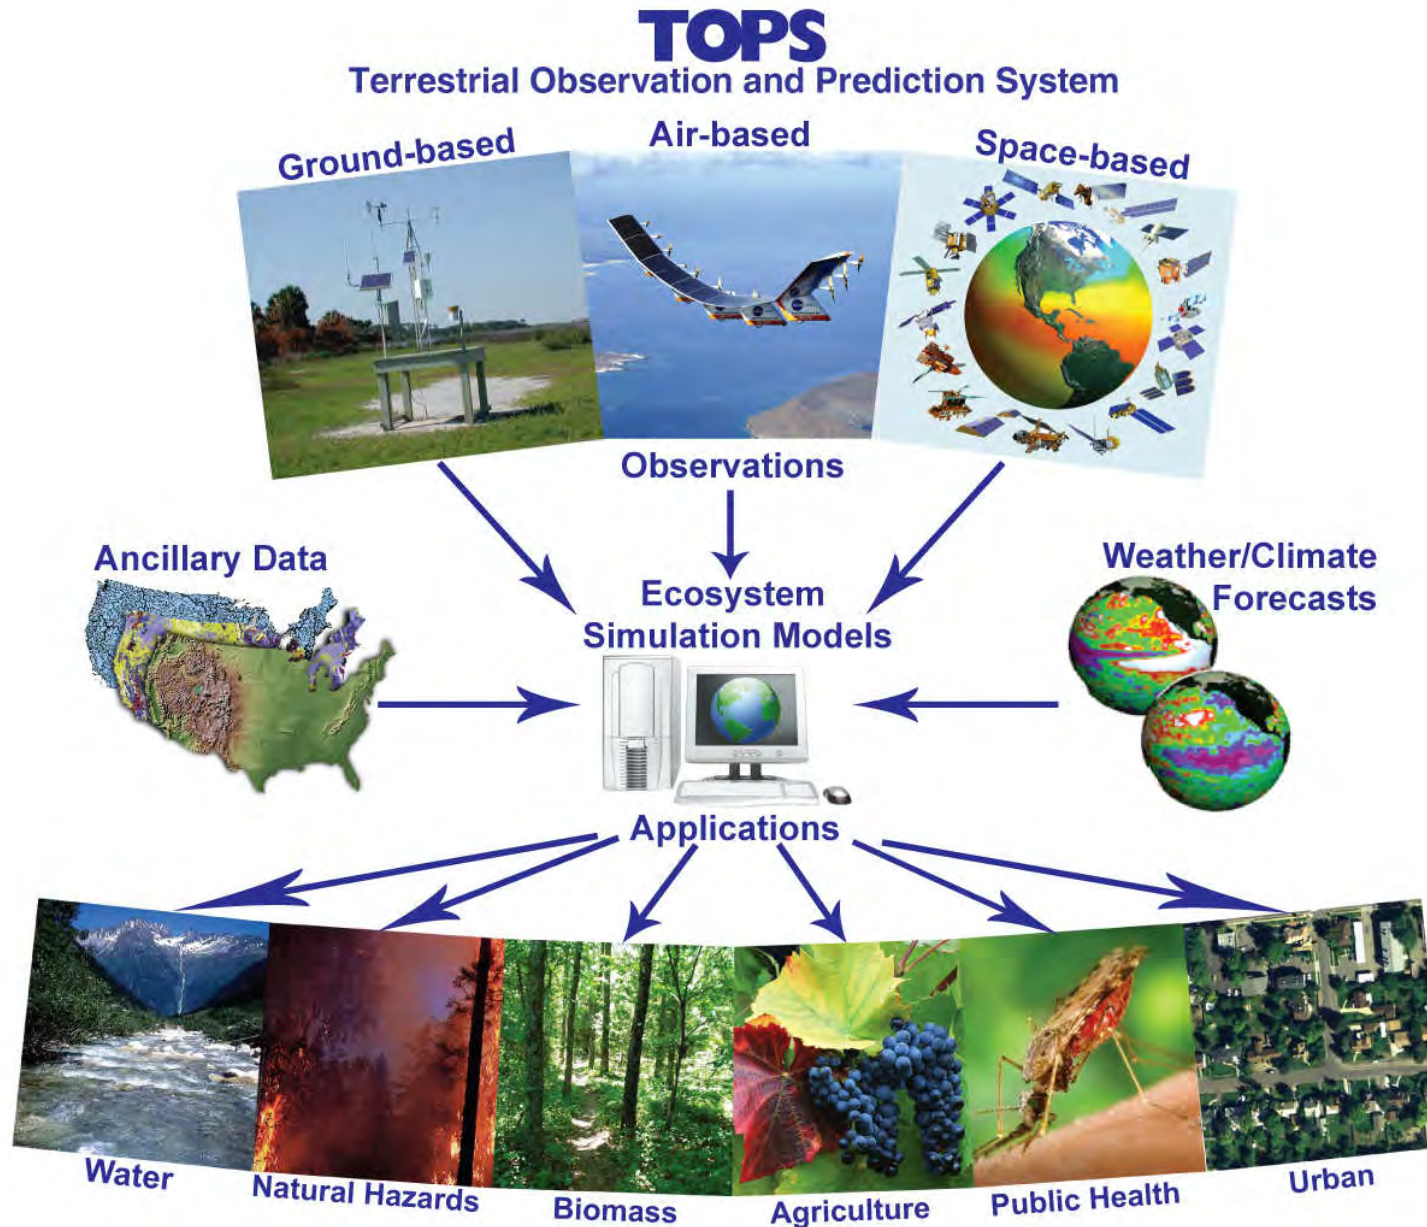 TOPS
Terrestrial Observation and Prediction System
Ground-based
Air-based
Space-based
Observations
Ancillary Data
Ecosystem
Simulation Models
Weather/Climate
Forecasts
Applications
Water
Natural Hazards
Biomass
Agriculture
Public Health
Urban